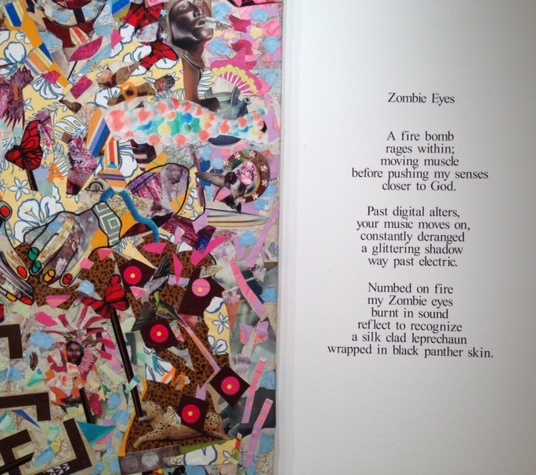 Zombie Eyes
A fire bomb
rages within;
moving muscle
before pushing my senses
closer to God.
Past digital alters,
your music moves on,
constantly deranged
a glittering shadow
way past electric.
Numbed on fire
my Zombie eyes
burnt in sound
reflect to recognize
a silk clad leprechaun
wrapped in black panther skin.